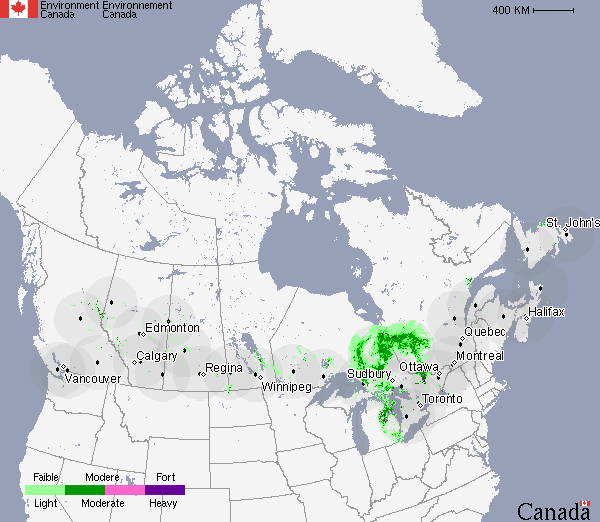 Environment Environnement
Canada Canada
400 KM
St. John's
Halifax
Edmonton
Quebec
Calgary
Montreal
Regina
Ottawa
Vancouver
Sudbury
Winnipeg
Toronto
Faible Modere Fort
Light Moderate Heavy
Canada